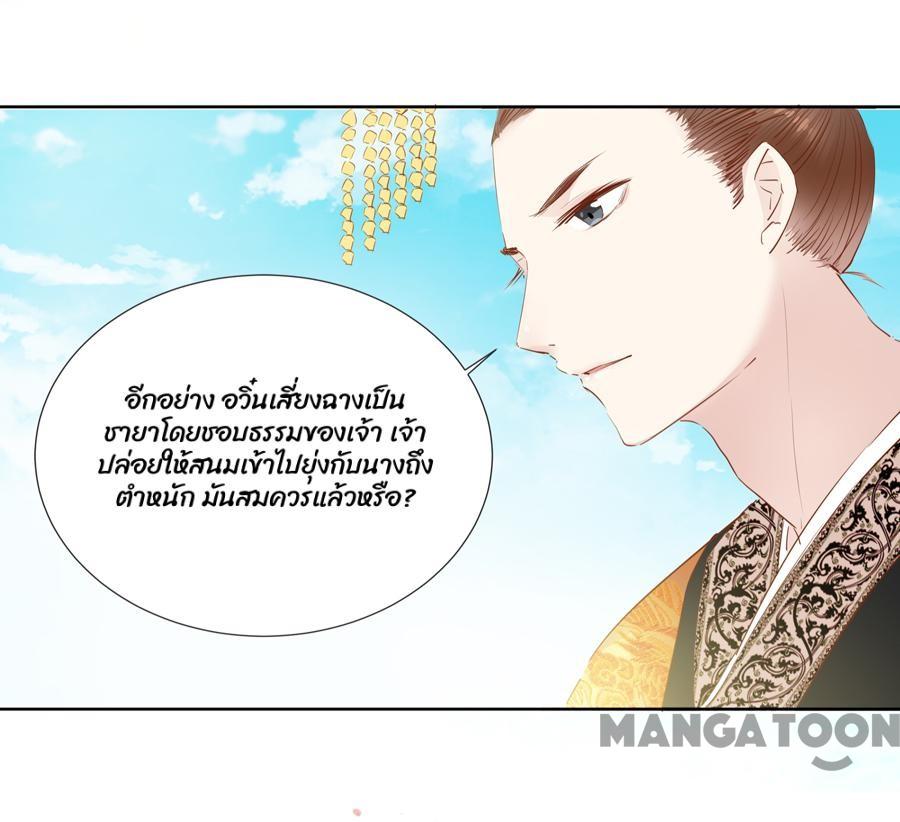 อีกอย่าง อวิ๋นเสี่ยงฉางเป็น
ชายาโดยชอบธรรมของเจ้า เจ้า
ปล่อยให้สนมเข้าไปยุ่งกับนางถึง
ตำหนัก มันสมควรแล้วหรือ?
MANGATOON